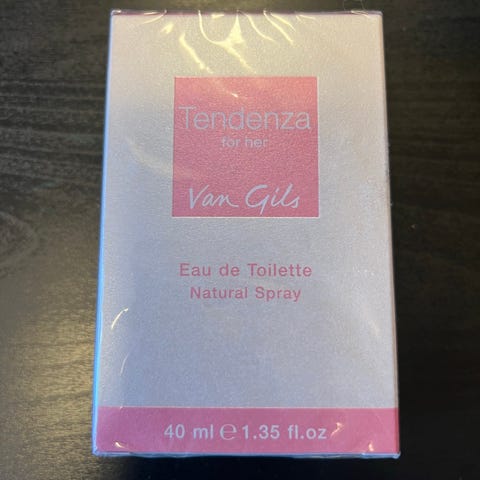 Tendenza
for her
Van Gils
Eau de Toilette
Natural Spray
40 ml ℮ 1.35 fl.oz